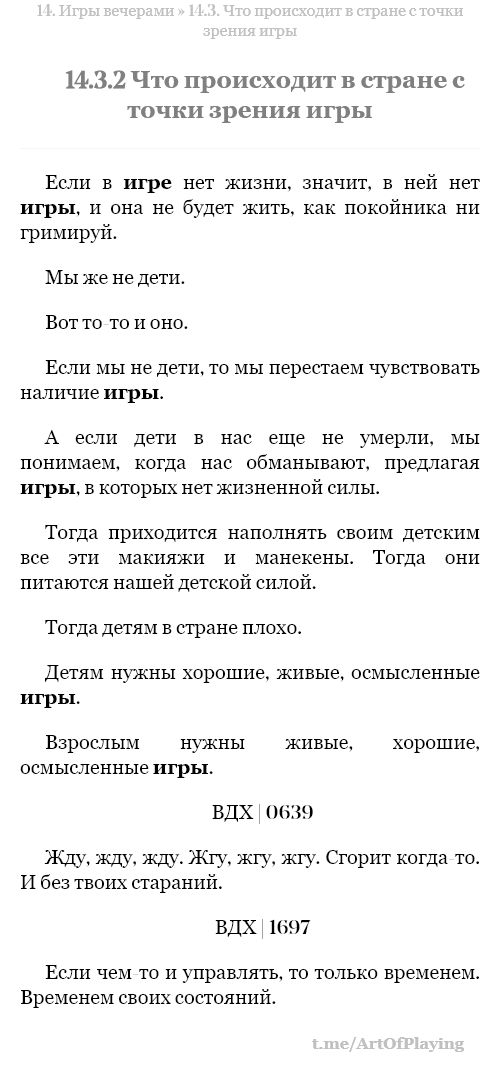 14. Игры вечерами » 14.3. Что происходит в стране с точки
зрения игры
14.3.2 Что происходит в стране с
точки зрения игры
Если в игре нет жизни, значит, в ней нет
игры, и она не будет жить, как покойника ни
гримируй.
Мы же не дети.
Вот то-то и оно.
Если мы не дети, то мы перестаем чувствовать
наличие игры.
А если дети в нас еще не умерли, мы
понимаем, когда нас обманывают, предлагая
игры, в которых нет жизненной силы.
Тогда приходится наполнять своим детским
все эти макияжи и манекены. Тогда они
питаются нашей детской силой.
Тогда детям в стране плохо.
Детям нужны хорошие, живые, осмысленные
игры.
Взрослым нужны живые, хорошие,
осмысленные игры.
ВДХ | 0639
Жду, жду, жду. Жгу, жгу, жгу. Сгорит когда-то.
И без твоих стараний.
ВДХ | 1697
Если чем-то и управлять, то только временем.
Временем своих состояний.
t.me/ArtOfPlaying